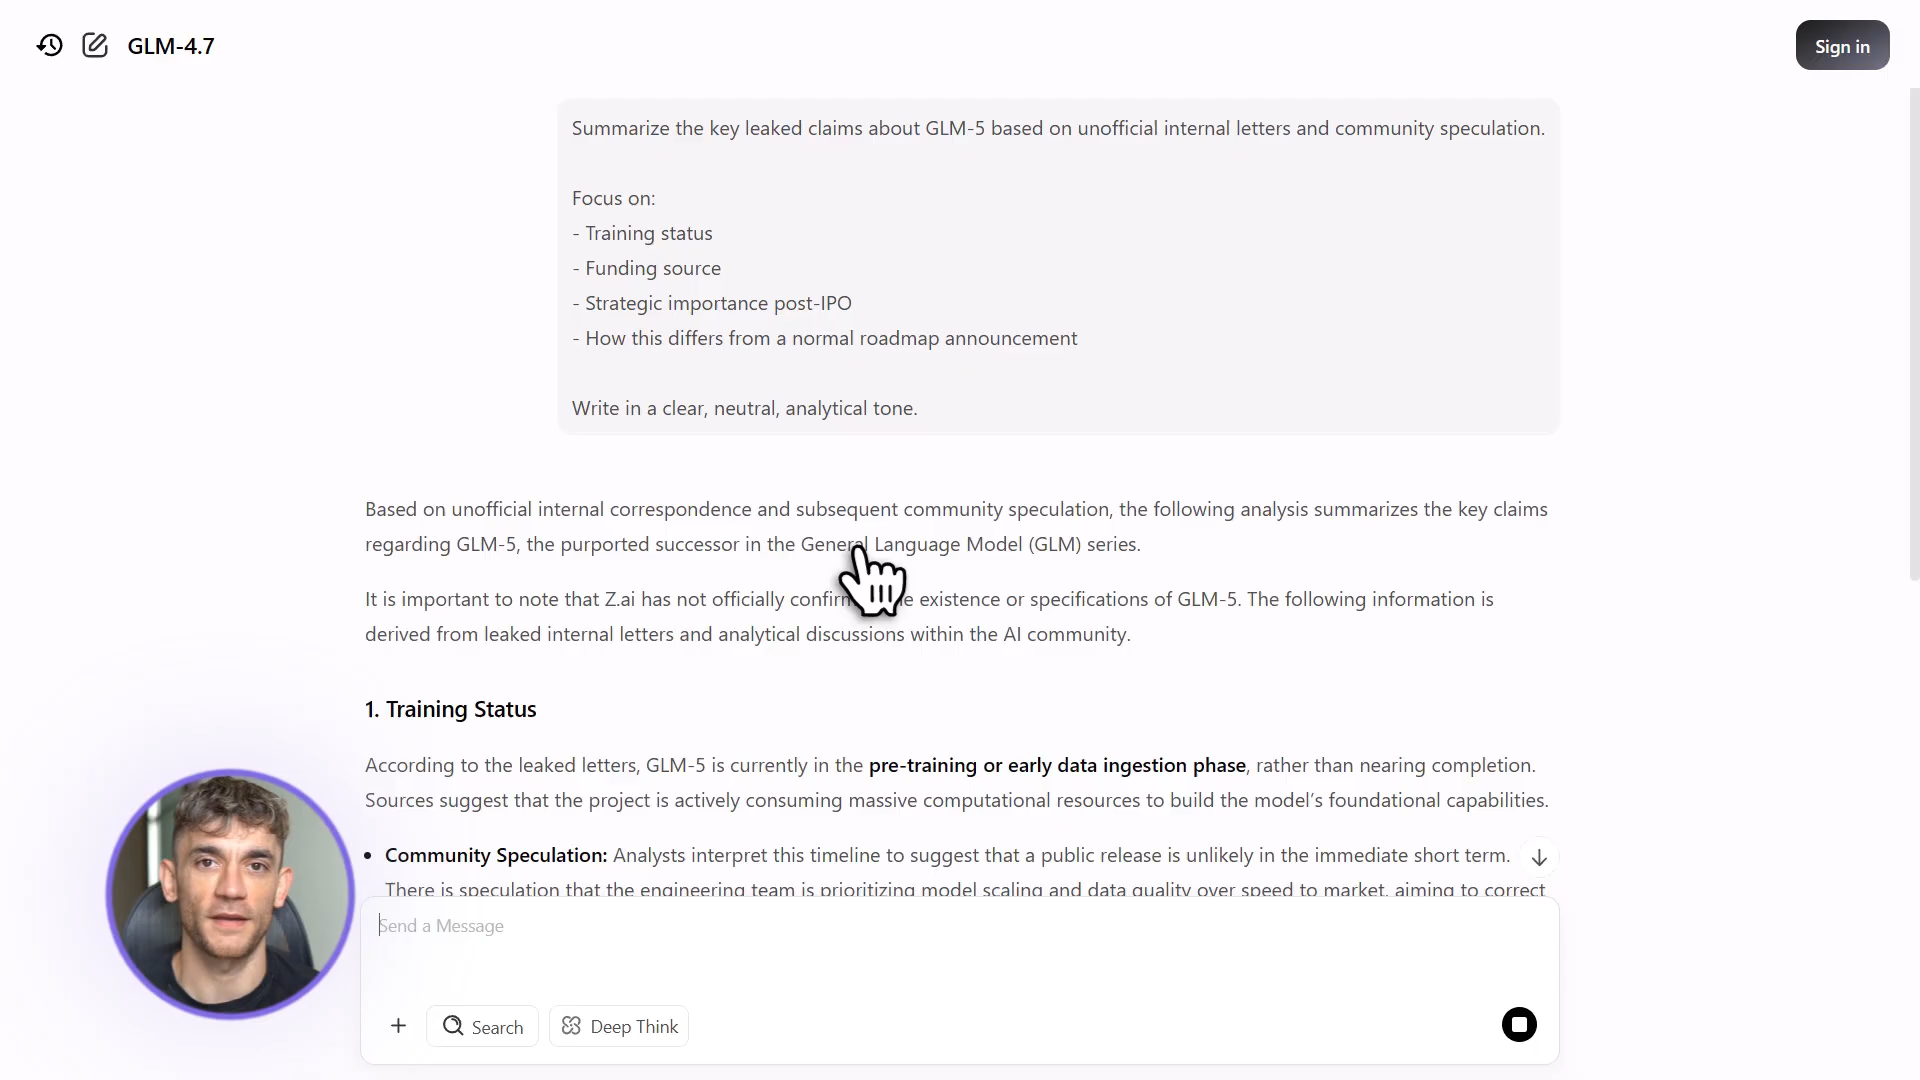 GLM-4.7
Sign in
Summarize the key leaked claims about GLM-5 based on unofficial internal letters and community speculation.
Focus on:
- Training status
- Funding source
- Strategic importance post-IPO
- How this differs from a normal roadmap announcement
Write in a clear, neutral, analytical tone.
Based on unofficial internal correspondence and subsequent community speculation, the following analysis summarizes the key claims
regarding GLM-5, the purported successor in the General Language Model (GLM) series.
It is important to note that Z.ai has not officially confirm e existence or specifications of GLM-5. The following information is
derived from leaked internal letters and analytical discussions within the AI community.
1. Training Status
According to the leaked letters, GLM-5 is currently in the pre-training or early data ingestion phase, rather than nearing completion.
Sources suggest that the project is actively consuming massive computational resources to build the model's foundational capabilities.
• Community Speculation: Analysts interpret this timeline to suggest that a public release is unlikely in the immediate short term.
There is speculation that the engineering team is prioritizing model scaling and data quality over speed to market, aiming to correct
Send a Message
Search
Deep Think